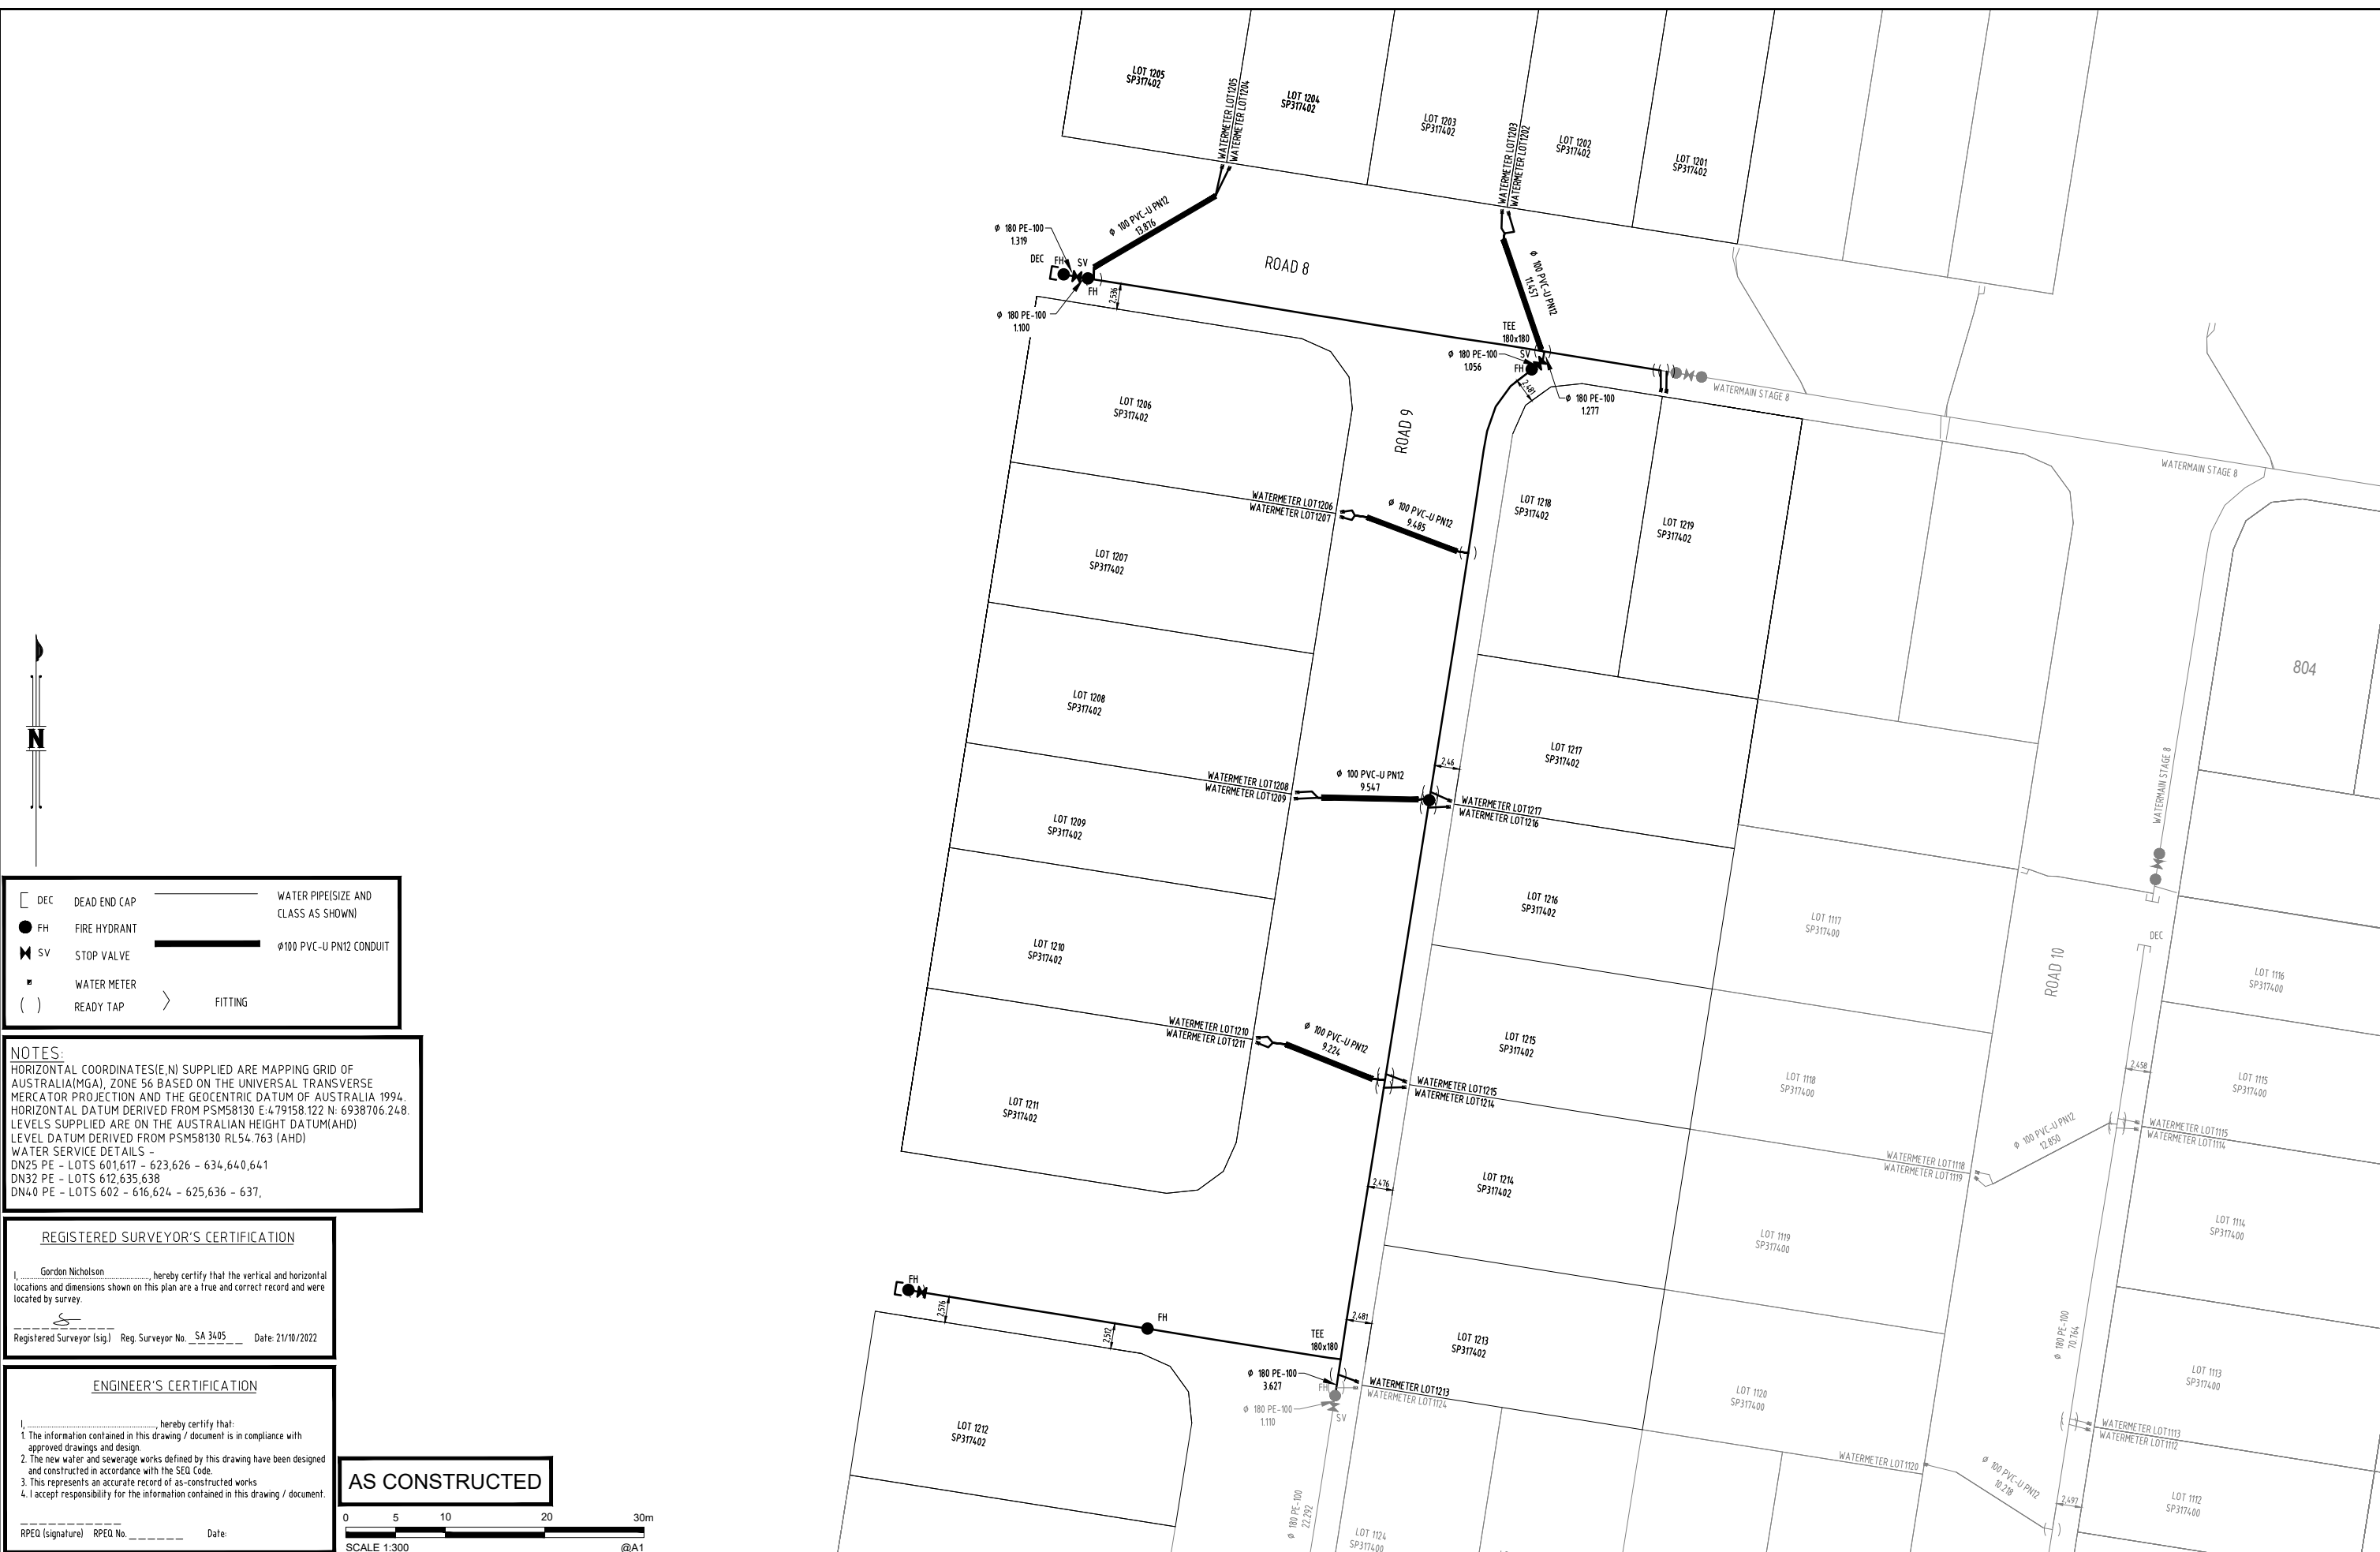 LOT 1205
SP317402
LOT 1204
SP317402
LOT 1203
SP317402
LOT 1202
SP317402
LOT 1201
SP317402
WATERMETER LOT1205
WATERMETER LOT1204
WATERMETER LOT1203
WATERMETER LOT1202
ϕ 100 PVC-U PN12
13.876
ϕ 180 PE-100
1.319
DEC
FH
SV
FH
ϕ 180 PE-100
1.100
2.536
ROAD 8
ϕ 100 PVC-U PN12
11.457
TEE
180x180
SV
ϕ 180 PE-100
1.056
FH
2.481
ϕ 180 PE-100
1.277
WATERMAIN STAGE 8
WATERMAIN STAGE 8
LOT 1206
SP317402
ROAD 9
WATERMETER LOT1206
WATERMETER LOT1207
ϕ 100 PVC-U PN12
9.485
LOT 1218
SP317402
LOT 1219
SP317402
LOT 1207
SP317402
804
LOT 1208
SP317402
LOT 1217
SP317402
2.46
WATERMAIN STAGE 8
WATERMETER LOT1208
WATERMETER LOT1209
ϕ 100 PVC-U PN12
9.547
WATERMETER LOT1217
WATERMETER LOT1216
LOT 1209
SP317402
LOT 1216
SP317402
LOT 1117
SP317400
DEC
LOT 1210
SP317402
ROAD 10
LOT 1116
SP317400
WATERMETER LOT1210
WATERMETER LOT1211
ϕ 100 PVC-U PN12
9.224
LOT 1215
SP317402
WATERMETER LOT1215
WATERMETER LOT1214
LOT 1118
SP317400
2.458
LOT 1115
SP317400
LOT 1211
SP317402
ϕ 100 PVC-U PN12
12.850
WATERMETER LOT1115
WATERMETER LOT1114
WATERMETER LOT1118
WATERMETER LOT1119
2.476
LOT 1214
SP317402
LOT 1119
SP317400
LOT 1114
SP317400
FH
2.576
FH
2.512
TEE
180x180
2.481
LOT 1213
SP317402
ϕ 180 PE-100
70.764
LOT 1113
SP317400
ϕ 180 PE-100
3.627
FH
WATERMETER LOT1213
WATERMETER LOT1124
ϕ 180 PE-100
1.110
SV
LOT 1120
SP317400
LOT 1212
SP317402
WATERMETER LOT1113
WATERMETER LOT1112
WATERMETER LOT1120
ϕ 100 PVC-U PN12
10.218
2.497
LOT 1112
SP317400
ϕ 180 PE-100
22.292
LOT 1124
SP317400
N
DEC DEAD END CAP
WATER PIPE(SIZE AND
CLASS AS SHOWN)
FH FIRE HYDRANT
SV STOP VALVE
ϕ100 PVC-U PN12 CONDUIT
WATER METER
( ) READY TAP
FITTING
NOTES:
HORIZONTAL COORDINATES(E,N) SUPPLIED ARE MAPPING GRID OF
AUSTRALIA(MGA), ZONE 56 BASED ON THE UNIVERSAL TRANSVERSE
MERCATOR PROJECTION AND THE GEOCENTRIC DATUM OF AUSTRALIA 1994.
HORIZONTAL DATUM DERIVED FROM PSM58130 E:479158.122 N: 6938706.248.
LEVELS SUPPLIED ARE ON THE AUSTRALIAN HEIGHT DATUM(AHD)
LEVEL DATUM DERIVED FROM PSM58130 RL54.763 (AHD)
WATER SERVICE DETAILS -
DN25 PE - LOTS 601,617 - 623,626 - 634,640,641
DN32 PE - LOTS 612,635,638
DN40 PE - LOTS 602 - 616,624 - 625,636 - 637,
REGISTERED SURVEYOR'S CERTIFICATION
I, Gordon Nicholson, hereby certify that the vertical and horizontal
locations and dimensions shown on this plan are a true and correct record and were
located by survey.
Registered Surveyor (sig.) Reg. Surveyor No. SA 3405 Date: 21/10/2022
ENGINEER'S CERTIFICATION
I, ........, hereby certify that:
1. The information contained in this drawing / document is in compliance with
approved drawings and design.
2. The new water and sewerage works defined by this drawing have been designed
and constructed in accordance with the SEQ Code.
3. This represents an accurate record of as-constructed works
4. I accept responsibility for the information contained in this drawing / document.
RPEQ (signature) RPEQ No. ______ Date:
AS CONSTRUCTED
0 5 10 20 30m
SCALE 1:300 @A1